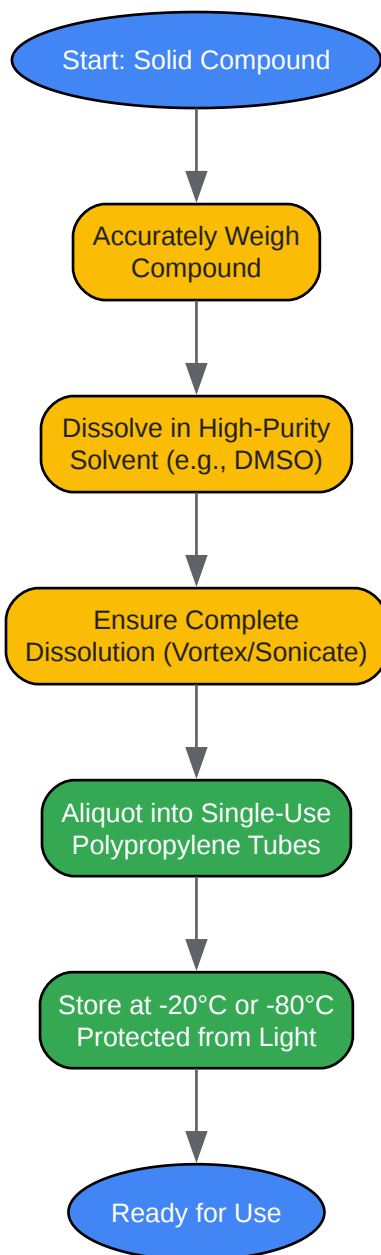 Start: Solid Compound
Accurately Weigh
Compound
Dissolve in High-Purity
Solvent (e.g., DMSO)
Ensure Complete
Dissolution (Vortex/Sonicate)
Aliquot into Single-Use
Polypropylene Tubes
Store at -20°C or -80°C
Protected from Light
Ready for Use